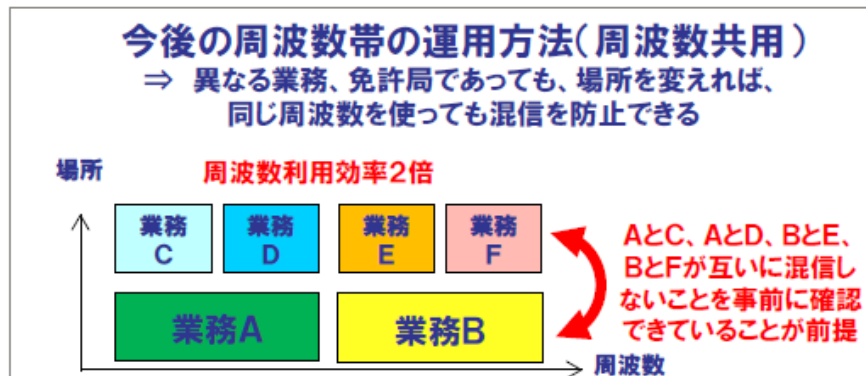 今後の周波数帯の運用方法(周波数共用)
⇒ 異なる業務、免許局であっても、場所を変えれば、
同じ周波数を使っても混信を防止できる
場所
周波数利用効率2倍
業務
C
業務
D
業務
E
業務
F
AとC、AとD、BとE、
BとFが互いに混信し
ないことを事前に確認
できていることが前提
業務A
業務B
周波数